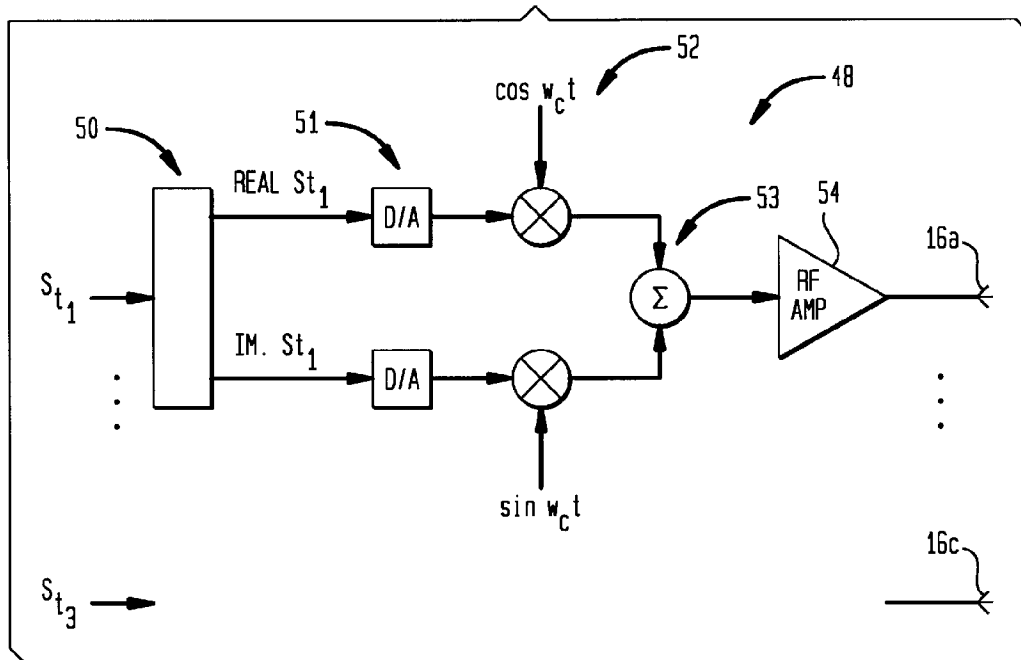 52
cos w_c t
48
50
51
REAL St_1
D/A
53
54
16a
S_t_1
Σ
RF
AMP
IM. St_1
D/A
sin w_c t
16c
S_t_3